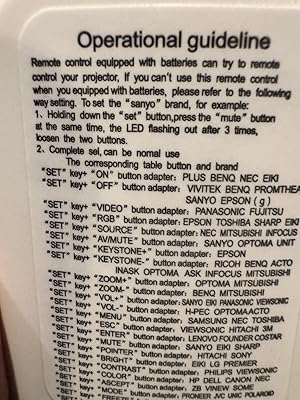 Operational guideline
Remote control equipped with batteries can try to remote
control your projector, If you can't use this remote control
when you equipped with batteries, please refer to the following
way setting. To set the "sanyo" brand, for example:
1. Holding down the "set" button,press the "mute" button
at the same time, the LED flashing out after 3 times,
loosen the two buttons.
2. Complete sel, can be nomal use
The corresponding table button and brand
"SET" key+ "ON" button adapter: PLUS BENQ NEC EIKI
"SET" key+ "OFF" button adapter: VIVITEK BENQ PROMTHEA
SANYO EPSON (g)
"SET" key+ "VIDEO" button adapter: PANASONIC FUJITSU
"SET" key+ "RGB" button adapter: EPSON TOSHIBA SHARP EIKI
"SET" key+ "SOURCE" button adapter: NEC MITSUBISHI INFOCUS
"SET" key+ "AV/MUTE" button adapter: SANYO OPTOMA UNIT
"SET" key+ "KEYSTONE+" button adapter: EPSON
"SET" key+ "KEYSTONE-" button adapter: RICOH BENQ ACTO
INASK OPTOMA ASK INFOCUS MITSUBISHI
"SET" key+ "ZOOM+" button adapter: OPTOMA MITSUBISHI
"SET" key+ "ZOOM-" button adapter: BENQ MITSUBISHI
"SET" key+ "VOL+" button adapter: SANYO EIKI PANASONIC VIEWSONIC
"SET" key+ "VOL-" button adapter: H-PEC OPTOMAACTO
"SET" key+ "MENU" button adapter: SAMSUNG NEC TOSHIBA
"SET" key+ "ESC" button adapter: VIEWSONIC HITACHI 3M
"SET" key+ "ENTER" button adapter: LENOVO FOUNDER COSTAR
"SET" key+ "MUTE" button adapter: SANYO EIKI SHARP
"SET" key+ "POINTER" button adapter: HITACHI SONY
"SET" key+ "BRIGHT" button adapter: EIKI LG PREMIER
"SET" key+ "CONTRAST" button adapter: PHILIPS VIEWSONIC
"SET" key+ "COLOR" button adapter: HP DELL CANON NEC
"SET" key+ "ASCEPT" button adapter: ZB VINEW SOME
"SET" key+ "MODE" button adapter: PIONEER JVC UNIC POLAROID
"SET" key+ "FREEZE" button